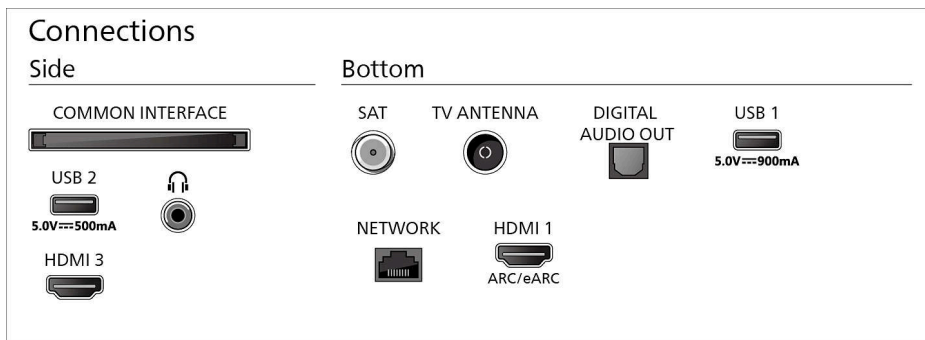 Connections
Side
COMMON INTERFACE
USB 2
5.0V⎓500mA
HDMI 3
Bottom
SAT
TV ANTENNA
DIGITAL
AUDIO OUT
USB 1
5.0V⎓900mA
NETWORK
HDMI 1
ARC/eARC